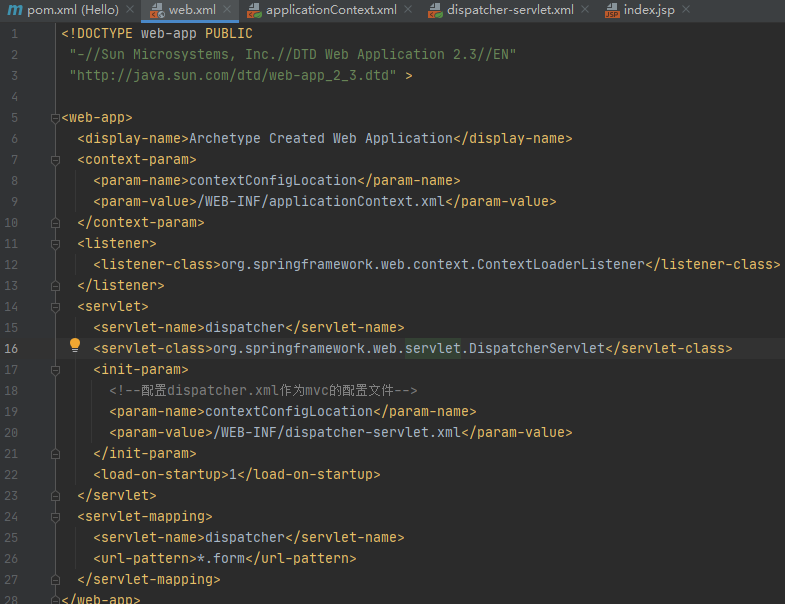 pom.xml (Hello) × web.xml × applicationContext.xml × dispatcher-servlet.xml × index.jsp ×
1 <!DOCTYPE web-app PUBLIC
2 "-//Sun Microsystems, Inc.//DTD Web Application 2.3//EN"
3 "http://java.sun.com/dtd/web-app_2_3.dtd" >
4
5 <web-app>
6 <display-name>Archetype Created Web Application</display-name>
7 <context-param>
8 <param-name>contextConfigLocation</param-name>
9 <param-value>/WEB-INF/applicationContext.xml</param-value>
10 </context-param>
11 <listener>
12 <listener-class>org.springframework.web.context.ContextLoaderListener</listener-class>
13 </listener>
14 <servlet>
15 <servlet-name>dispatcher</servlet-name>
16 <servlet-class>org.springframework.web.servlet.DispatcherServlet</servlet-class>
17 <init-param>
18 <!--配置dispatcher.xml作为mvc的配置文件-->
19 <param-name>contextConfigLocation</param-name>
20 <param-value>/WEB-INF/dispatcher-servlet.xml</param-value>
21 </init-param>
22 <load-on-startup>1</load-on-startup>
23 </servlet>
24 <servlet-mapping>
25 <servlet-name>dispatcher</servlet-name>
26 <url-pattern>*.form</url-pattern>
27 </servlet-mapping>
28 </web-app>